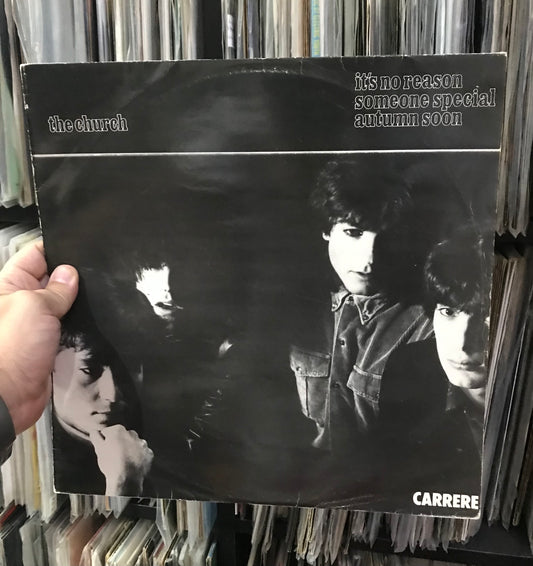 the church
it's no reason
someone special
autumn soon
CARRERE